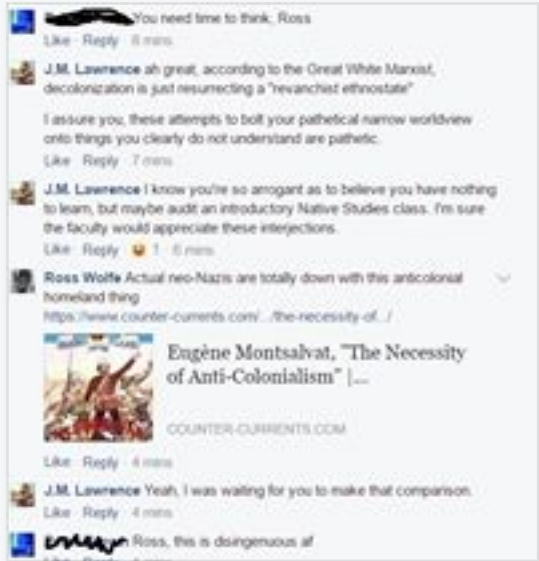 You need time to think, Ross
Like · Reply · 8 mins
J.M. Lawrence ah great, according to the Great White Marxist,
decolonization is just resurrecting a "revanchist ethnostate"
I assure you, these attempts to bolt your pathetical narrow worldview
onto things you clearly do not understand are pathetic.
Like · Reply · 7 mins
J.M. Lawrence I know you're so arrogant as to believe you have nothing
to learn, but maybe audit an introductory Native Studies class. I'm sure
the faculty would appreciate these interjections.
Like · Reply · 1 · 6 mins
Ross Wolfe Actual neo-Nazis are totally down with this anticolonial
homeland thing
https://www.counter-currents.com/.../the-necessity-of.../
Eugène Montsalvat, "The Necessity
of Anti-Colonialism" |...
COUNTER-CURRENTS.COM
Like · Reply · 4 mins
J.M. Lawrence Yeah, I was waiting for you to make that comparison.
Like · Reply · 4 mins
Ross, this is disingenuous af